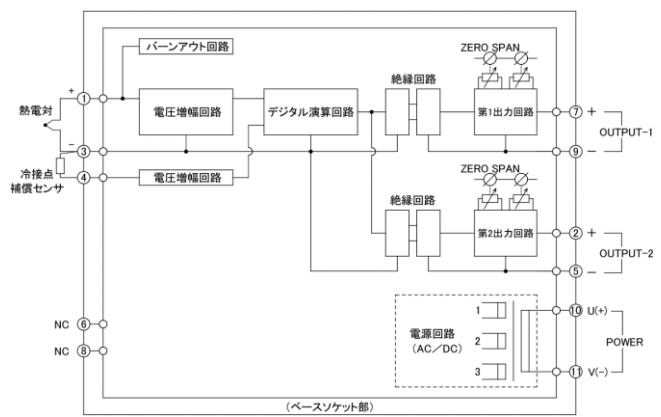 バーンアウト回路
ZERO SPAN
絶縁回路
熱電対
+
①
電圧増幅回路
デジタル演算回路
第1出力回路
⑦
+
OUTPUT-1
−
③
⑨
−
冷接点
補償センサ
④
電圧増幅回路
ZERO SPAN
絶縁回路
第2出力回路
②
+
OUTPUT-2
⑤
−
NC
⑥
NC
⑧
電源回路
(AC/DC)
1
2
3
⑩
U(+)
POWER
⑪
V(−)
(ベースソケット部)